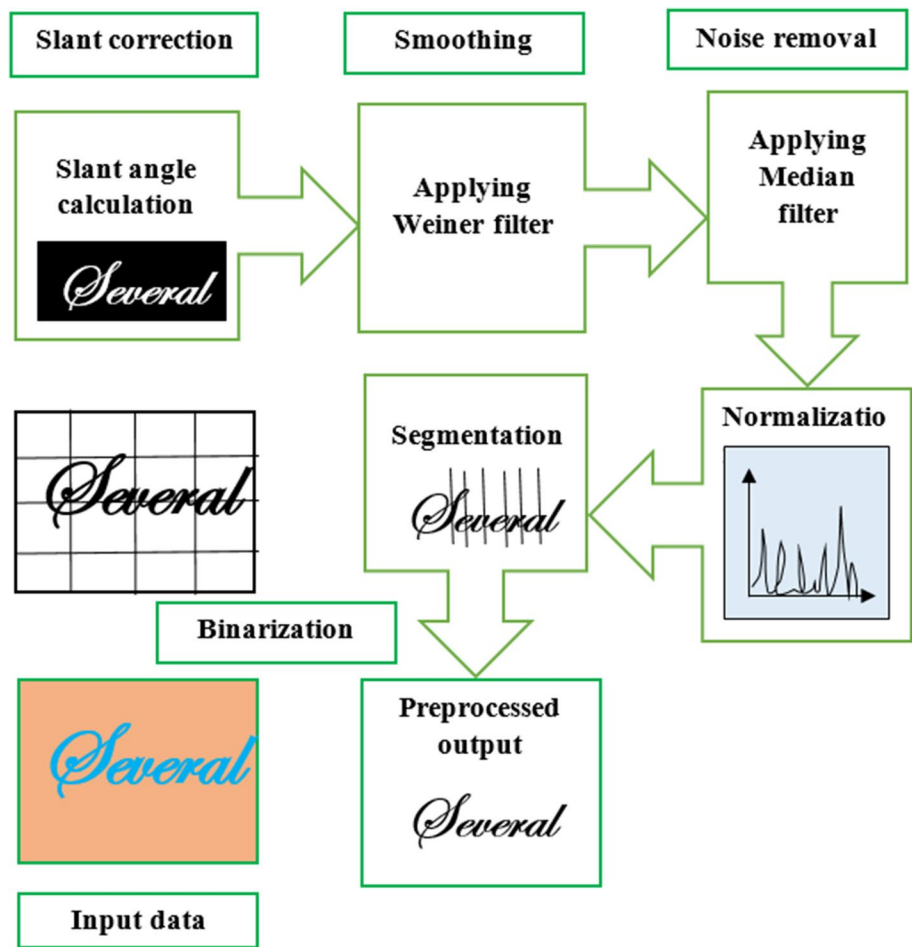 Slant correction
Smoothing
Noise removal
Slant angle
calculation
Several
Applying
Weiner filter
Applying
Median
filter
Several
Segmentation
Several
Normalizatio
Binarization
Several
Preprocessed
output
Several
Input data